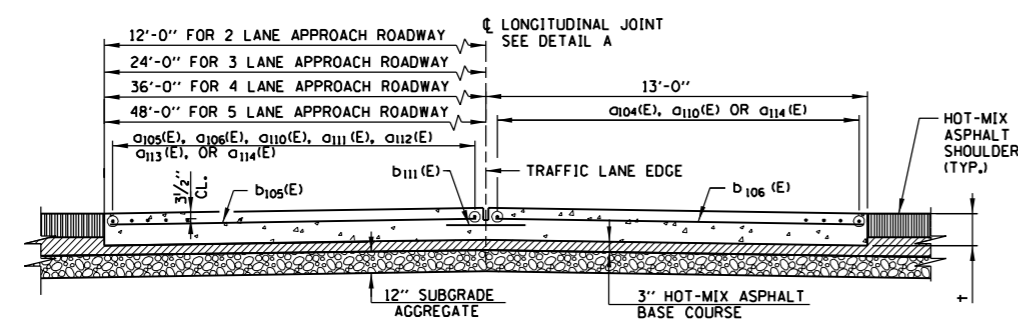 ℄ LONGITUDINAL JOINT
SEE DETAIL A
12'-0" FOR 2 LANE APPROACH ROADWAY
24'-0" FOR 3 LANE APPROACH ROADWAY
36'-0" FOR 4 LANE APPROACH ROADWAY
13'-0"
48'-0" FOR 5 LANE APPROACH ROADWAY
a104(E), a110(E) OR a114(E)
HOT-MIX
ASPHALT
SHOULDER
(TYP.)
a105(E), a106(E), a110(E), a111(E), a112(E)
a113(E), OR a114(E)
3½"
CL.
b105(E)
b111(E)
TRAFFIC LANE EDGE
b106 (E)
t
12" SUBGRADE
AGGREGATE
3" HOT-MIX ASPHALT
BASE COURSE